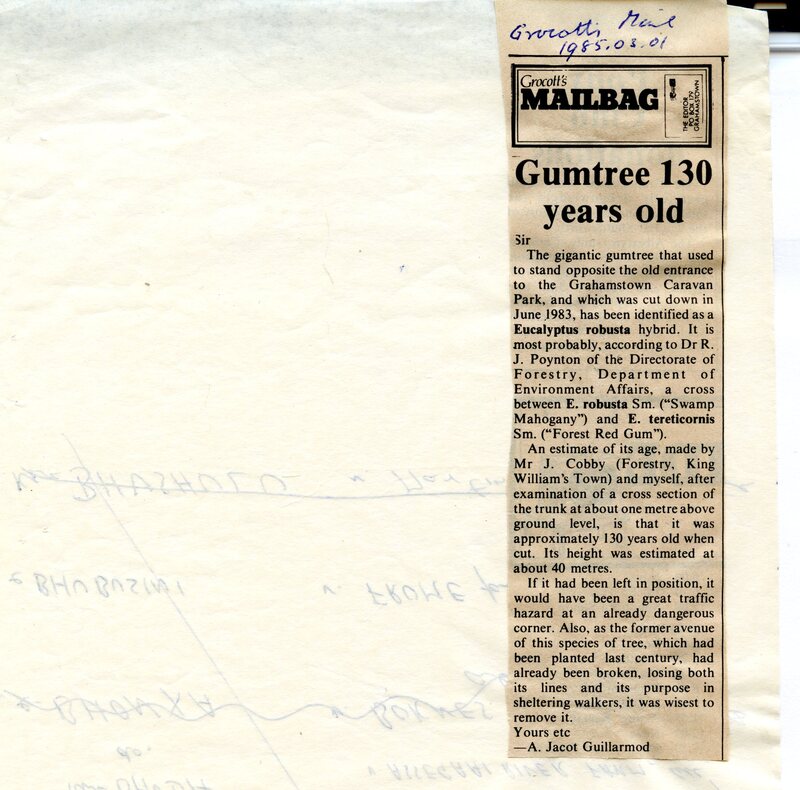 Grocott's Mail
1985.03.01
Grocott's
MAILBAG
THE EDITOR
PO BOX 179
GRAHAMSTOWN
Gumtree 130
years old
Sir
The gigantic gumtree that used
to stand opposite the old entrance
to the Grahamstown Caravan
Park, and which was cut down in
June 1983, has been identified as a
Eucalyptus robusta hybrid. It is
most probably, according to Dr R.
J. Poynton of the Directorate of
Forestry, Department of
Environment Affairs, a cross
between E. robusta Sm. (“Swamp
Mahogany”) and E. tereticornis
Sm. (“Forest Red Gum”).
An estimate of its age, made by
Mr J. Cobby (Forestry, King
William's Town) and myself, after
examination of a cross section of
the trunk at about one metre above
ground level, is that it was
approximately 130 years old when
cut. Its height was estimated at
about 40 metres.
If it had been left in position, it
would have been a great traffic
hazard at an already dangerous
corner. Also, as the former avenue
of this species of tree, which had
been planted last century, had
already been broken, losing both
its lines and its purpose in
sheltering walkers, it was wisest to
remove it.
Yours etc
—A. Jacot Guillarmod
BHUSHULU
BHUBUSINI v. FRUME
BHONXA
do.
ASSEGAAI RIVER